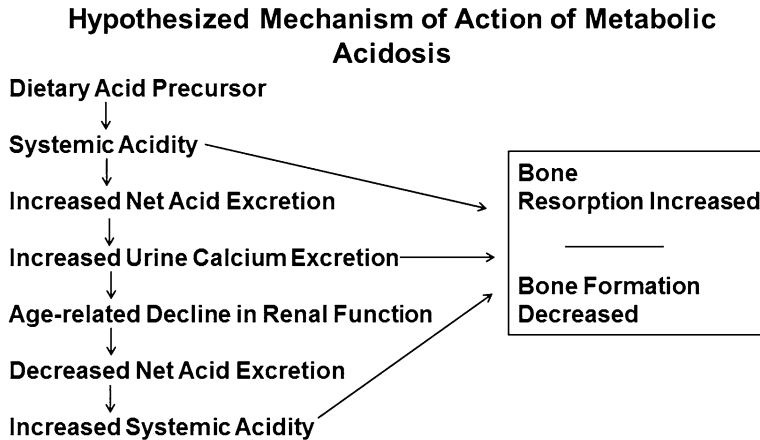 Hypothesized Mechanism of Action of Metabolic
Acidosis
Dietary Acid Precursor
Systemic Acidity
Increased Net Acid Excretion
Increased Urine Calcium Excretion
Age-related Decline in Renal Function
Decreased Net Acid Excretion
Increased Systemic Acidity
Bone
Resorption Increased
Bone Formation
Decreased